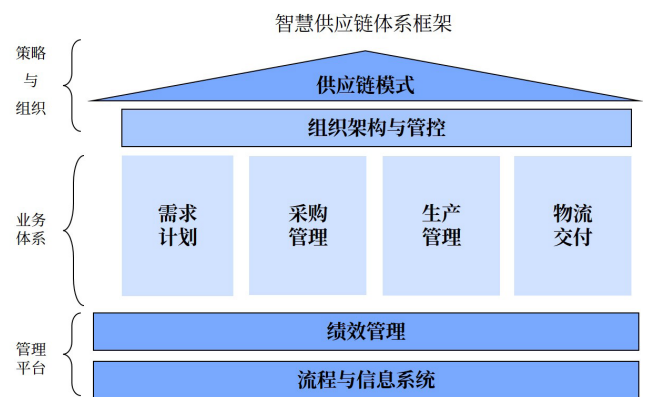 智慧供应链体系框架
策略
与
组织
供应链模式
组织架构与管控
业务
体系
需求
计划
采购
管理
生产
管理
物流
交付
管理
平台
绩效管理
流程与信息系统